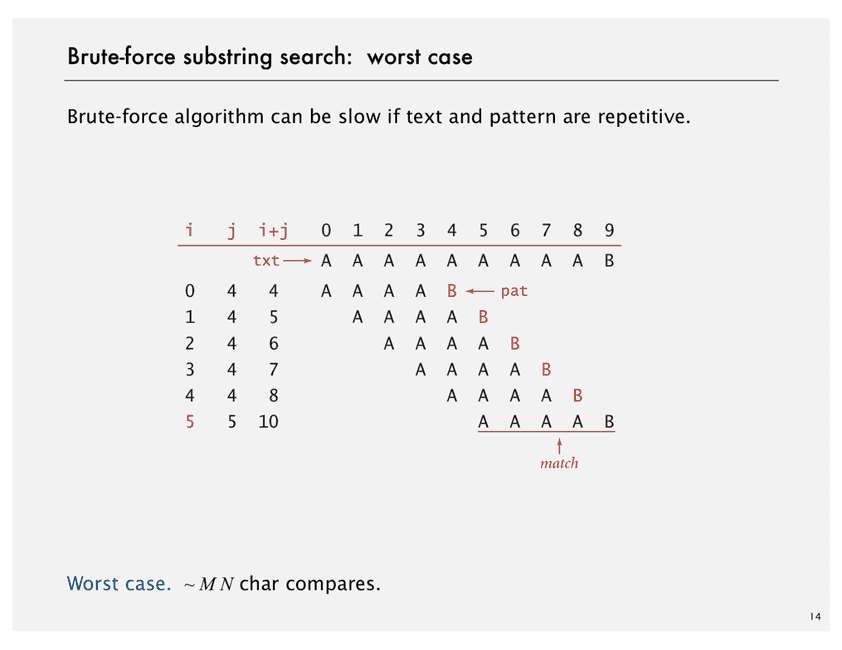 Brute-force substring search: worst case
Brute-force algorithm can be slow if text and pattern are repetitive.
i j i+j 0 1 2 3 4 5 6 7 8 9
txt → A A A A A A A A A B
0 4 4 A A A A B ← pat
1 4 5 A A A A B
2 4 6 A A A A B
3 4 7 A A A A B
4 4 8 A A A A B
5 5 10 A A A A B
match
Worst case. ~ M N char compares.
14